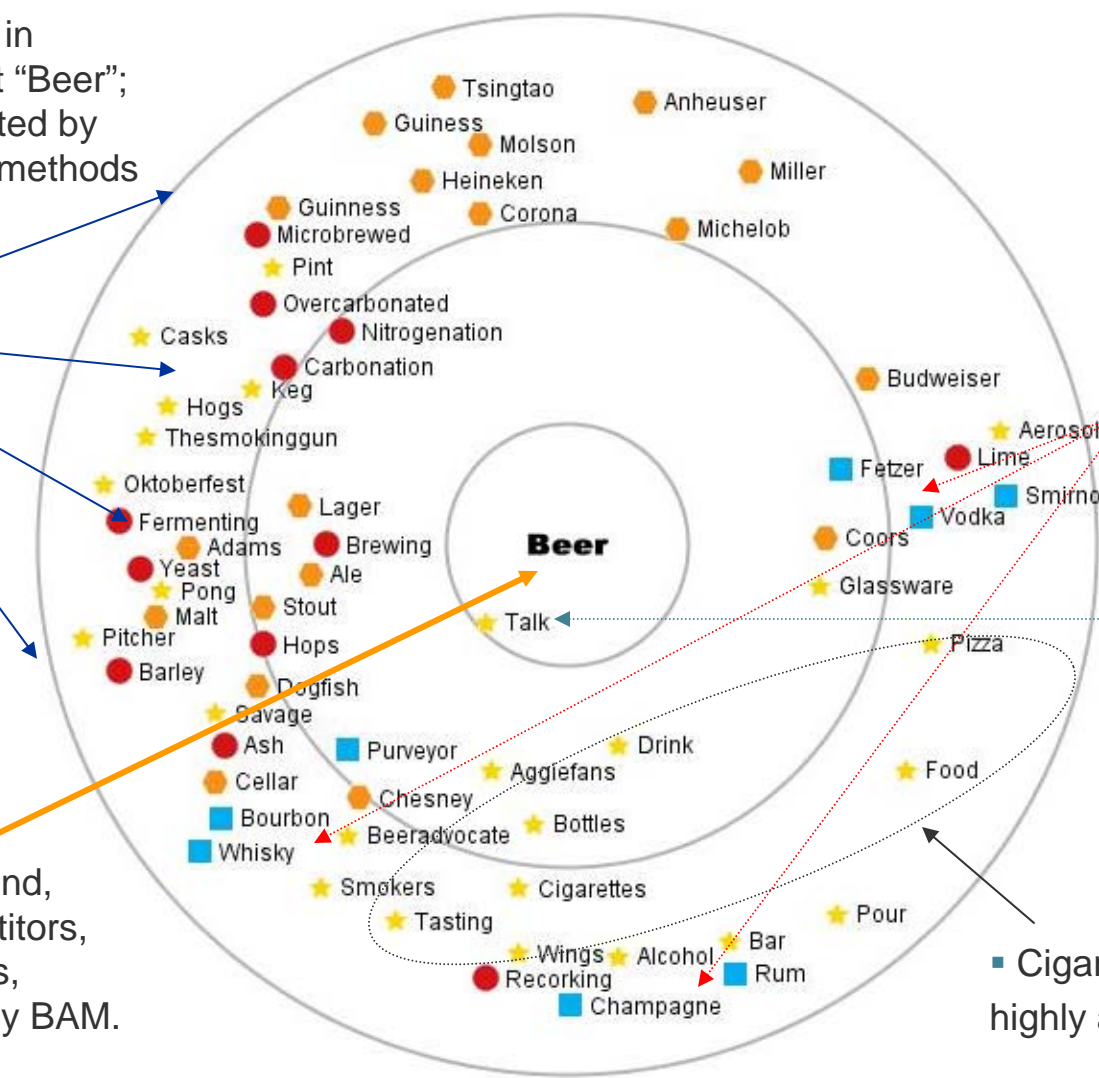 in
t “Beer”;
ted by
methods
Tsingtao
Anheuser
Guiness
Molson
Miller
Heineken
Guinness
Corona
Michelob
Microbrewed
Pint
Overcarbonated
Nitrogenation
Casks
Carbonation
Budweiser
Keg
Hogs
Aerosol
Thesmokinggun
Lime
Fetzer
Oktoberfest
Smirno
Lager
Vodka
Fermenting
Coors
Adams
Brewing
Beer
Yeast
Ale
Glassware
Pong
Stout
Malt
Talk
Pitcher
Hops
Pizza
Barley
Dogfish
Savage
Ash
Purveyor
Drink
Aggiefans
Food
Cellar
Chesney
Bourbon
Beeradvocate
Bottles
Whisky
Smokers
Cigarettes
nd,
Tasting
Pour
titors,
Bar
Wings
Alcohol
▪ Cigar
s,
Recording
Rum
y BAM.
Champagne
highly a